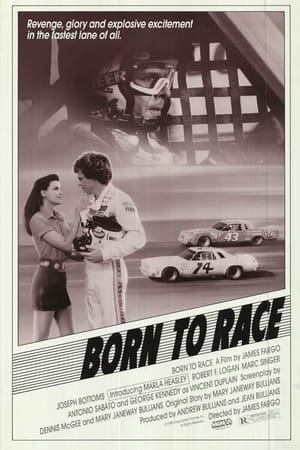 Revenge, glory and explosive excitement
in the fastest lane of all.
43
14
BORN TO RACE
BORN TO RACE A Film by JAMES FARGO
JOSEPH BOTTOMS Introducing MARLA HEASLEY ROBERT F. LOGAN MARC SINGER
ANTONIO SABATO and GEORGE KENNEDY as VINCENT DUPLAIN Screenplay by
DENNIS McGEE and MARY JANEWAY BULLIANS Original Story by MARY JANEWAY BULLIANS
Produced by ANDREW BULLIANS and JEAN BULLIANS
Directed by JAMES FARGO
R